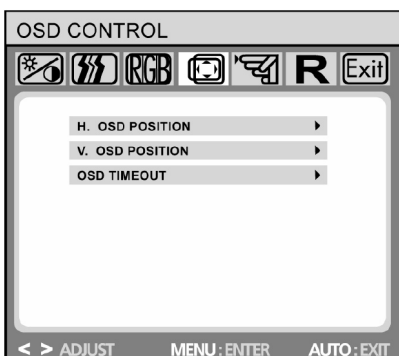 OSD CONTROL
RGB R Exit
H. OSD POSITION
V. OSD POSITION
OSD TIMEOUT
< > ADJUST MENU : ENTER AUTO : EXIT